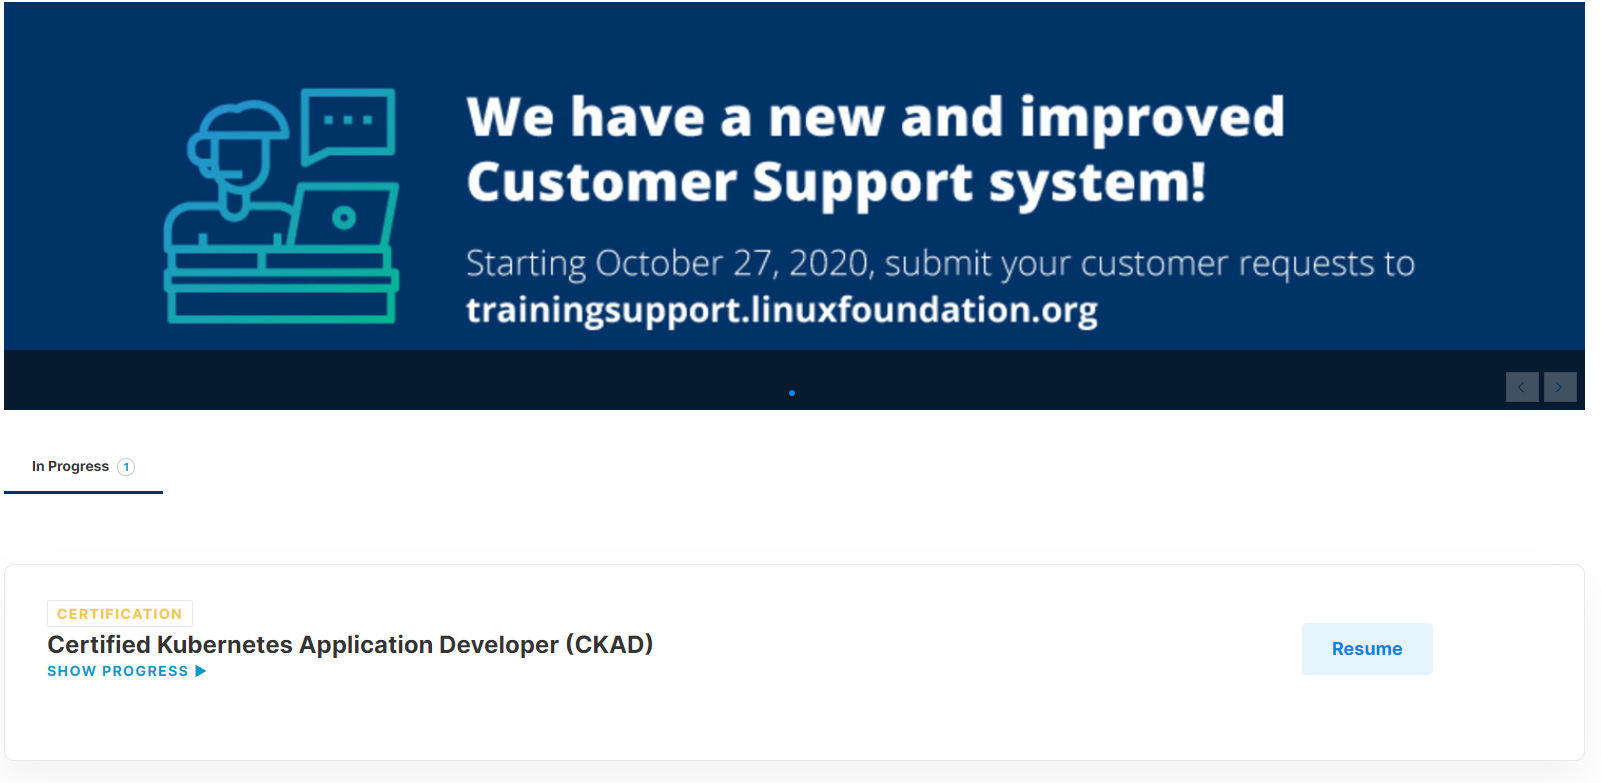 We have a new and improved
Customer Support system!
Starting October 27, 2020, submit your customer requests to
trainingsupport.linuxfoundation.org
In Progress 1
CERTIFICATION
Certified Kubernetes Application Developer (CKAD)
SHOW PROGRESS
Resume